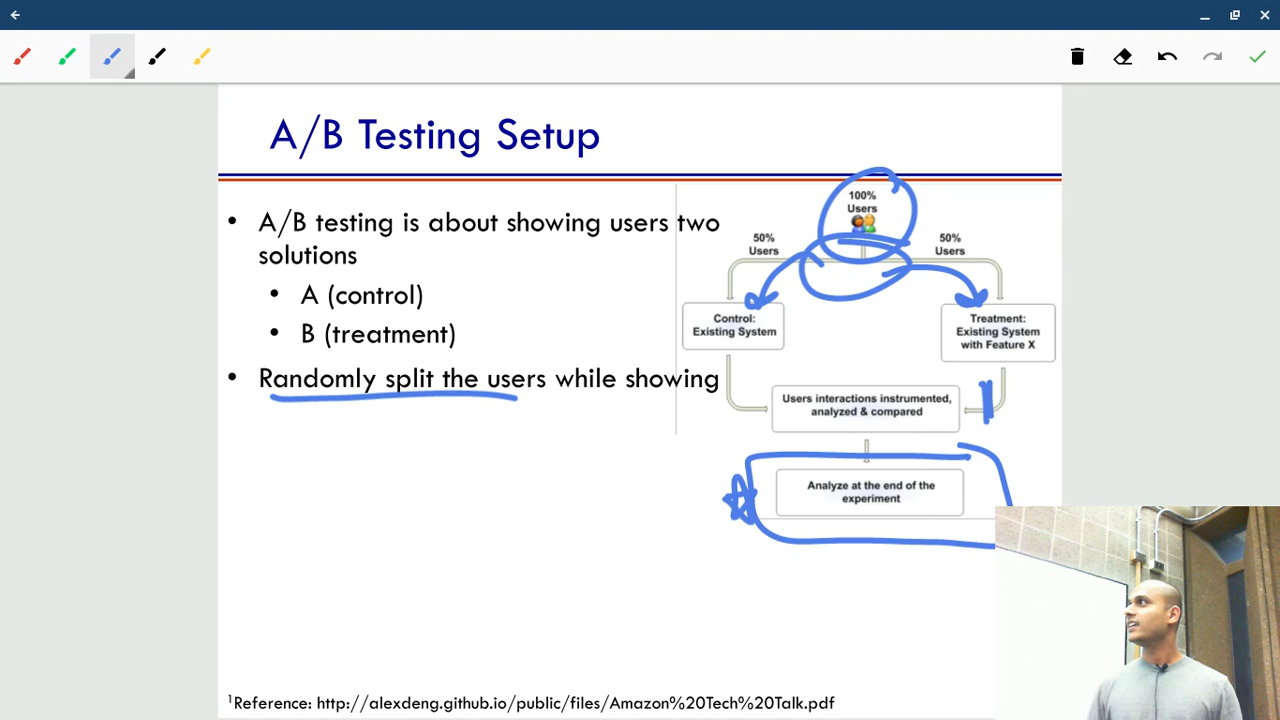 A/B Testing Setup
• A/B testing is about showing users two
solutions
• A (control)
• B (treatment)
• Randomly split the users while showing
100%
Users
50%
Users
50%
Users
Control:
Existing System
Treatment:
Existing System
with Feature X
Users interactions instrumented,
analyzed & compared
Analyze at the end of the
experiment
1Reference: http://alexdeng.github.io/public/files/Amazon%20Tech%20Talk.pdf